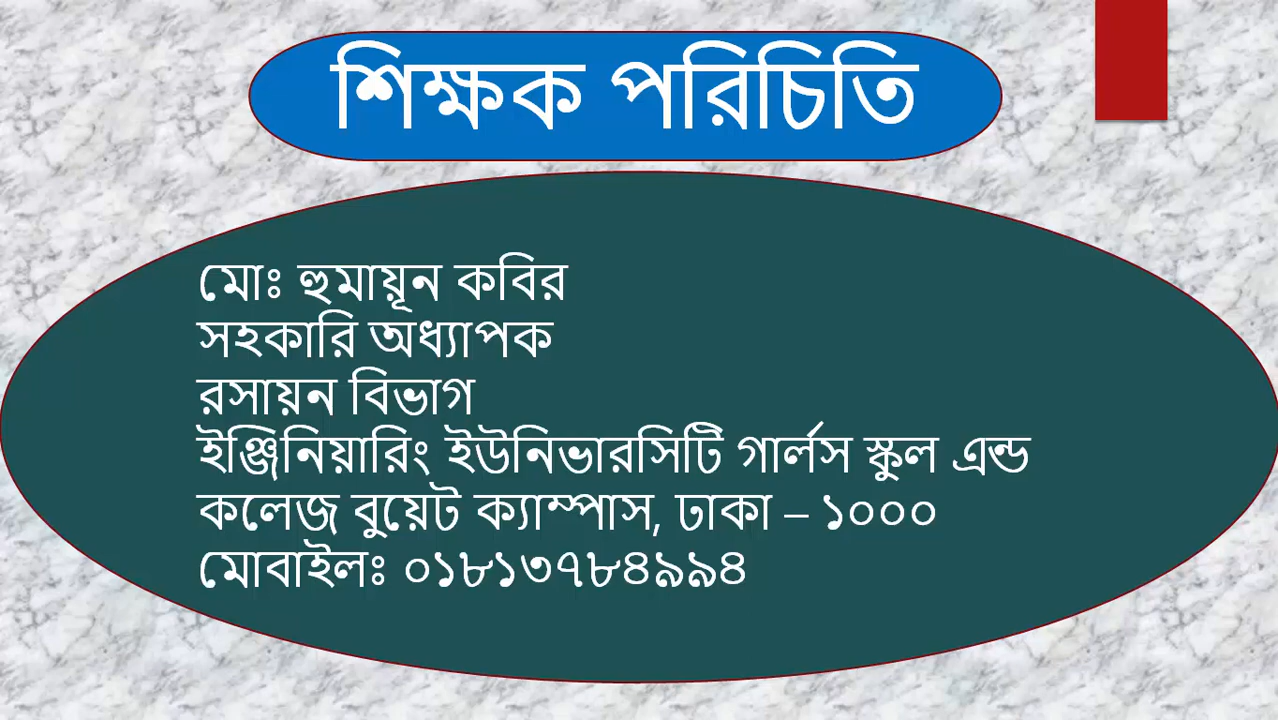 শিক্ষক পরিচিতি
মোঃ হুমায়ূন কবির
সহকারি অধ্যাপক
রসায়ন বিভাগ
ইঞ্জিনিয়ারিং ইউনিভারসিটি গার্লস স্কুল এন্ড
কলেজ বুয়েট ক্যাম্পাস, ঢাকা – ১০০০
মোবাইলঃ ০১৮১৩৭৮৪৯৯৪